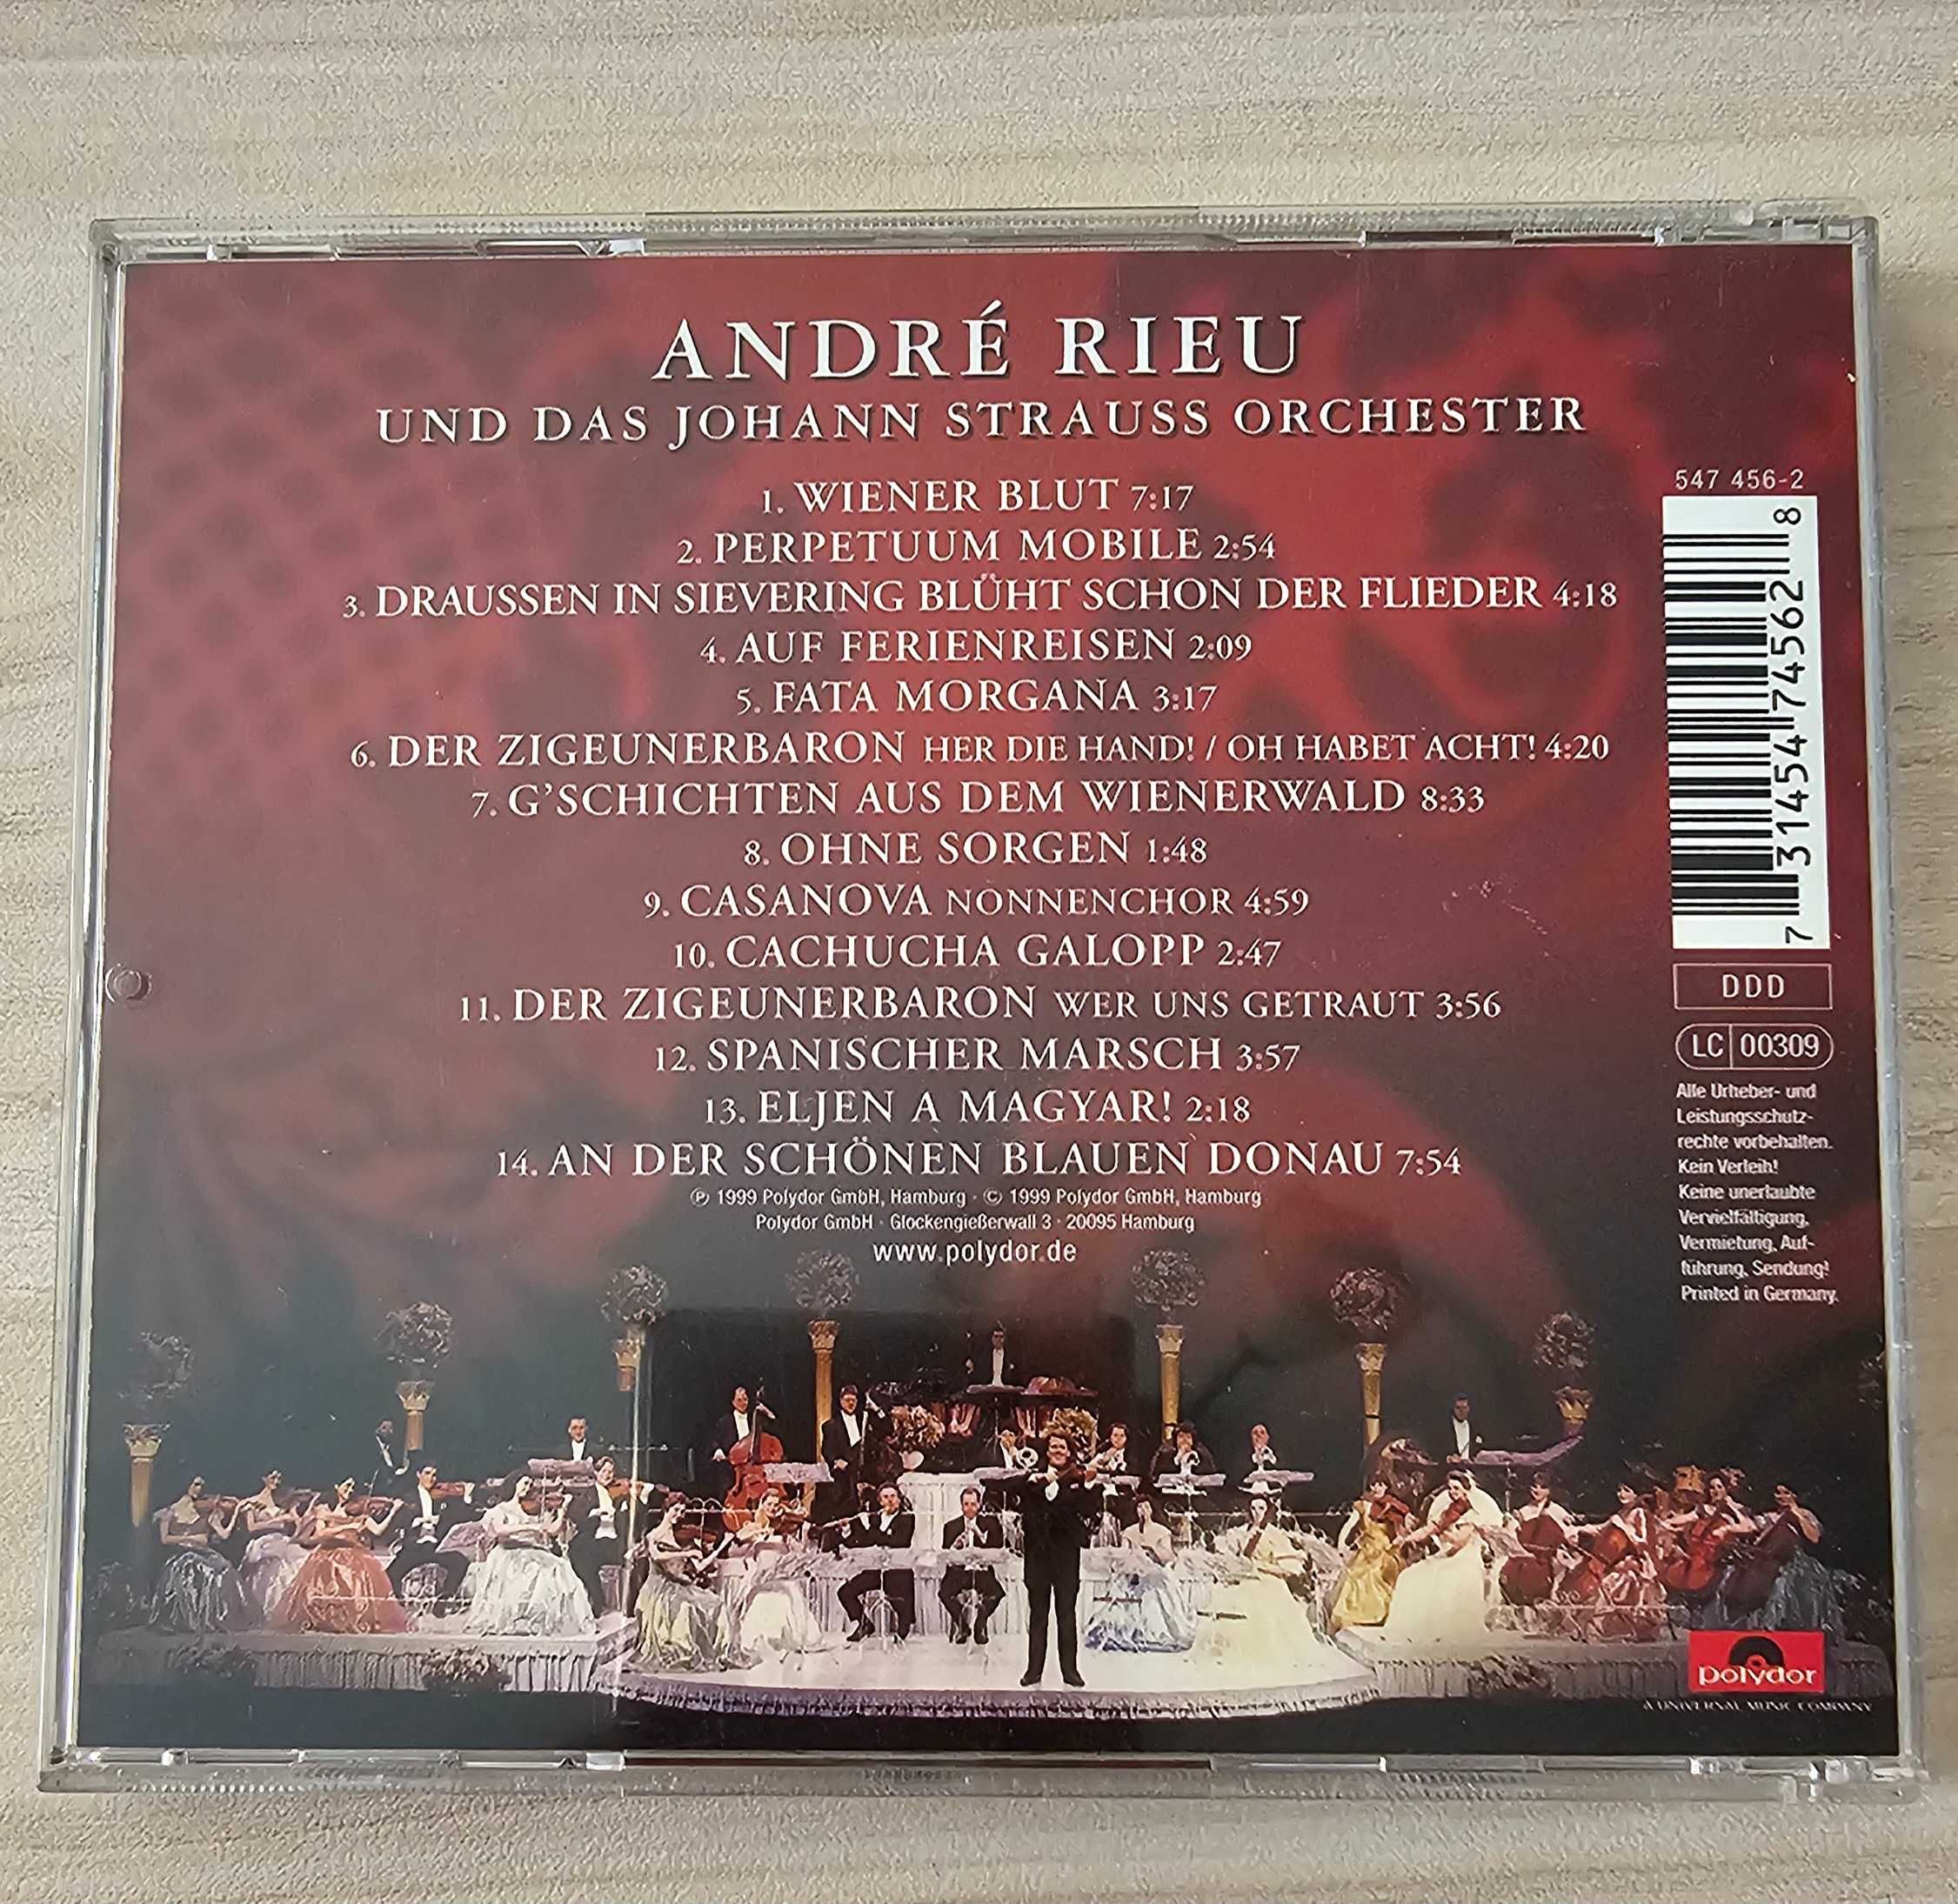 ANDRÉ RIEU
UND DAS JOHANN STRAUSS ORCHESTER
1. WIENER BLUT 7:17
2. PERPETUUM MOBILE 2:54
3. DRAUSSEN IN SIEVERING BLÜHT SCHON DER FLIEDER 4:18
4. AUF FERIENREISEN 2:09
5. FATA MORGANA 3:17
6. DER ZIGEUNERBARON HER DIE HAND! / OH HABET ACHT! 4:20
7. G'SCHICHTEN AUS DEM WIENERWALD 8:33
8. OHNE SORGEN 1:48
9. CASANOVA NONNENCHOR 4:59
10. CACHUCHA GALOPP 2:47
11. DER ZIGEUNERBARON WER UNS GETRAUT 3:56
12. SPANISCHER MARSCH 3:57
13. ELJEN A MAGYAR! 2:18
14. AN DER SCHÖNEN BLAUEN DONAU 7:54
℗ 1999 Polydor GmbH, Hamburg · © 1999 Polydor GmbH, Hamburg
Polydor GmbH · Glockengießerwall 3 · 20095 Hamburg
www.polydor.de
547 456-2
7 31454 74562 8
DDD
LC 00309
Alle Urheber- und
Leistungsschutz-
rechte vorbehalten.
Kein Verleih!
Keine unerlaubte
Vervielfältigung,
Vermietung, Auf-
führung, Sendung!
Printed in Germany.
polydor
A UNIVERSAL MUSIC COMPANY